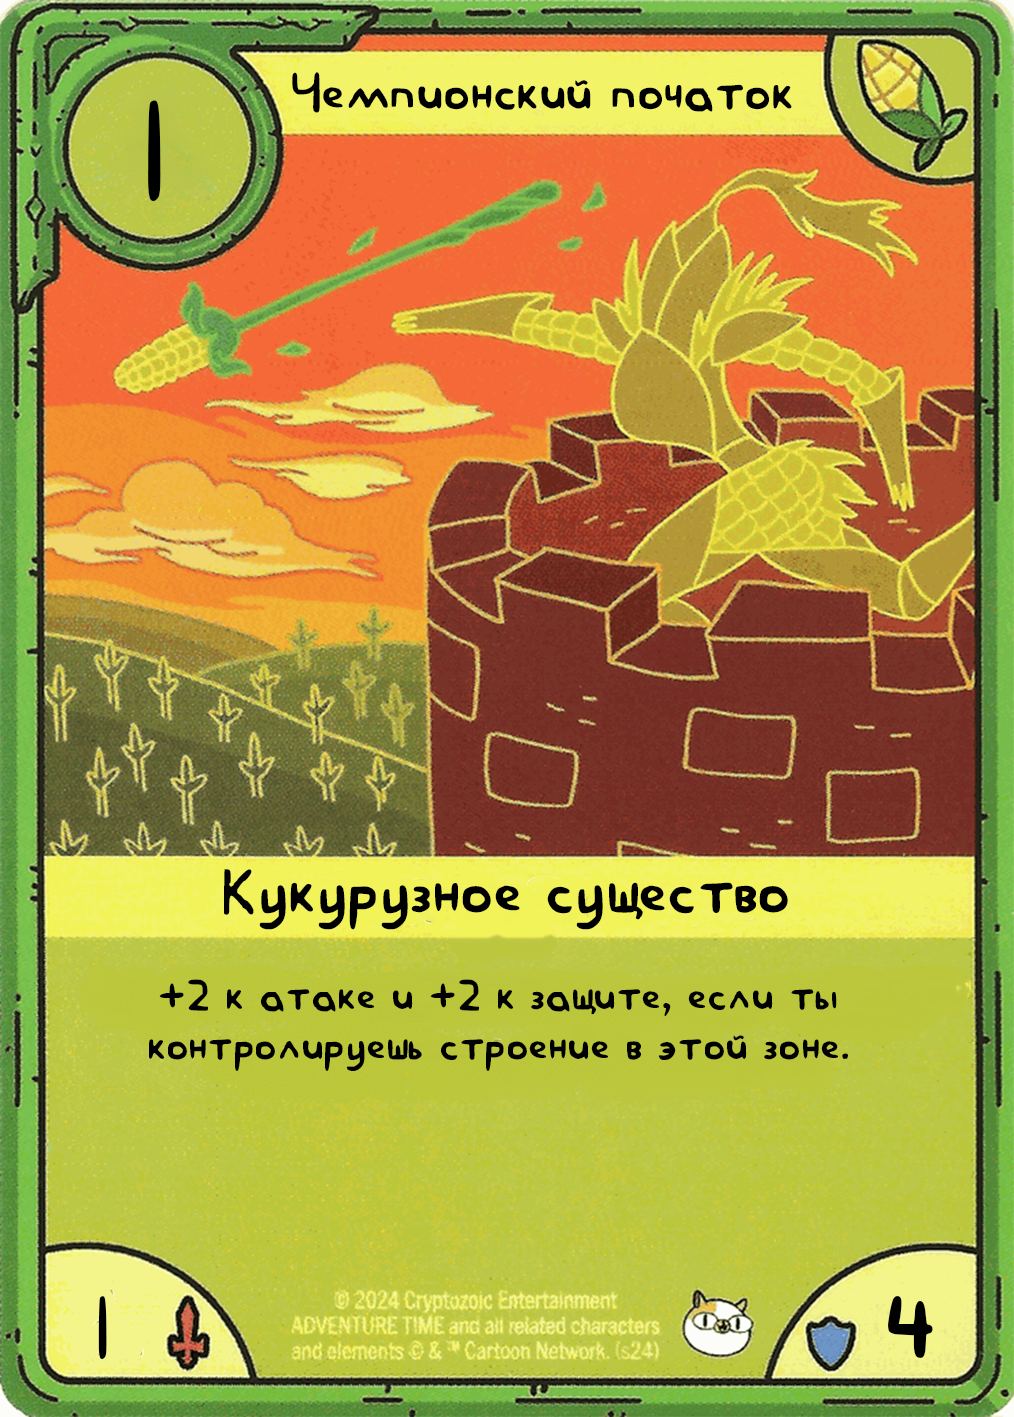 1
Чемпионский початок
Кукурузное существо
+2 к атаке и +2 к защите, если ты
контролируешь строение в этой зоне.
© 2024 Cryptozoic Entertainment
ADVENTURE TIME and all related characters
and elements © & ™ Cartoon Network. (s24)
1
4